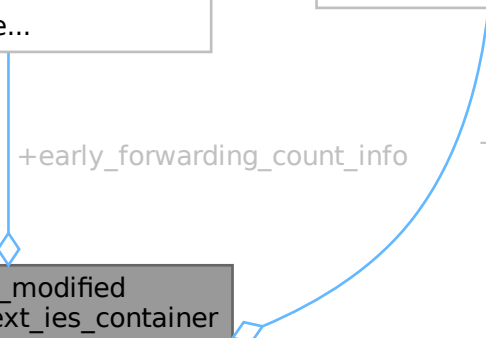 e...
+early_forwarding_count_info
_modified
ext_ies_container